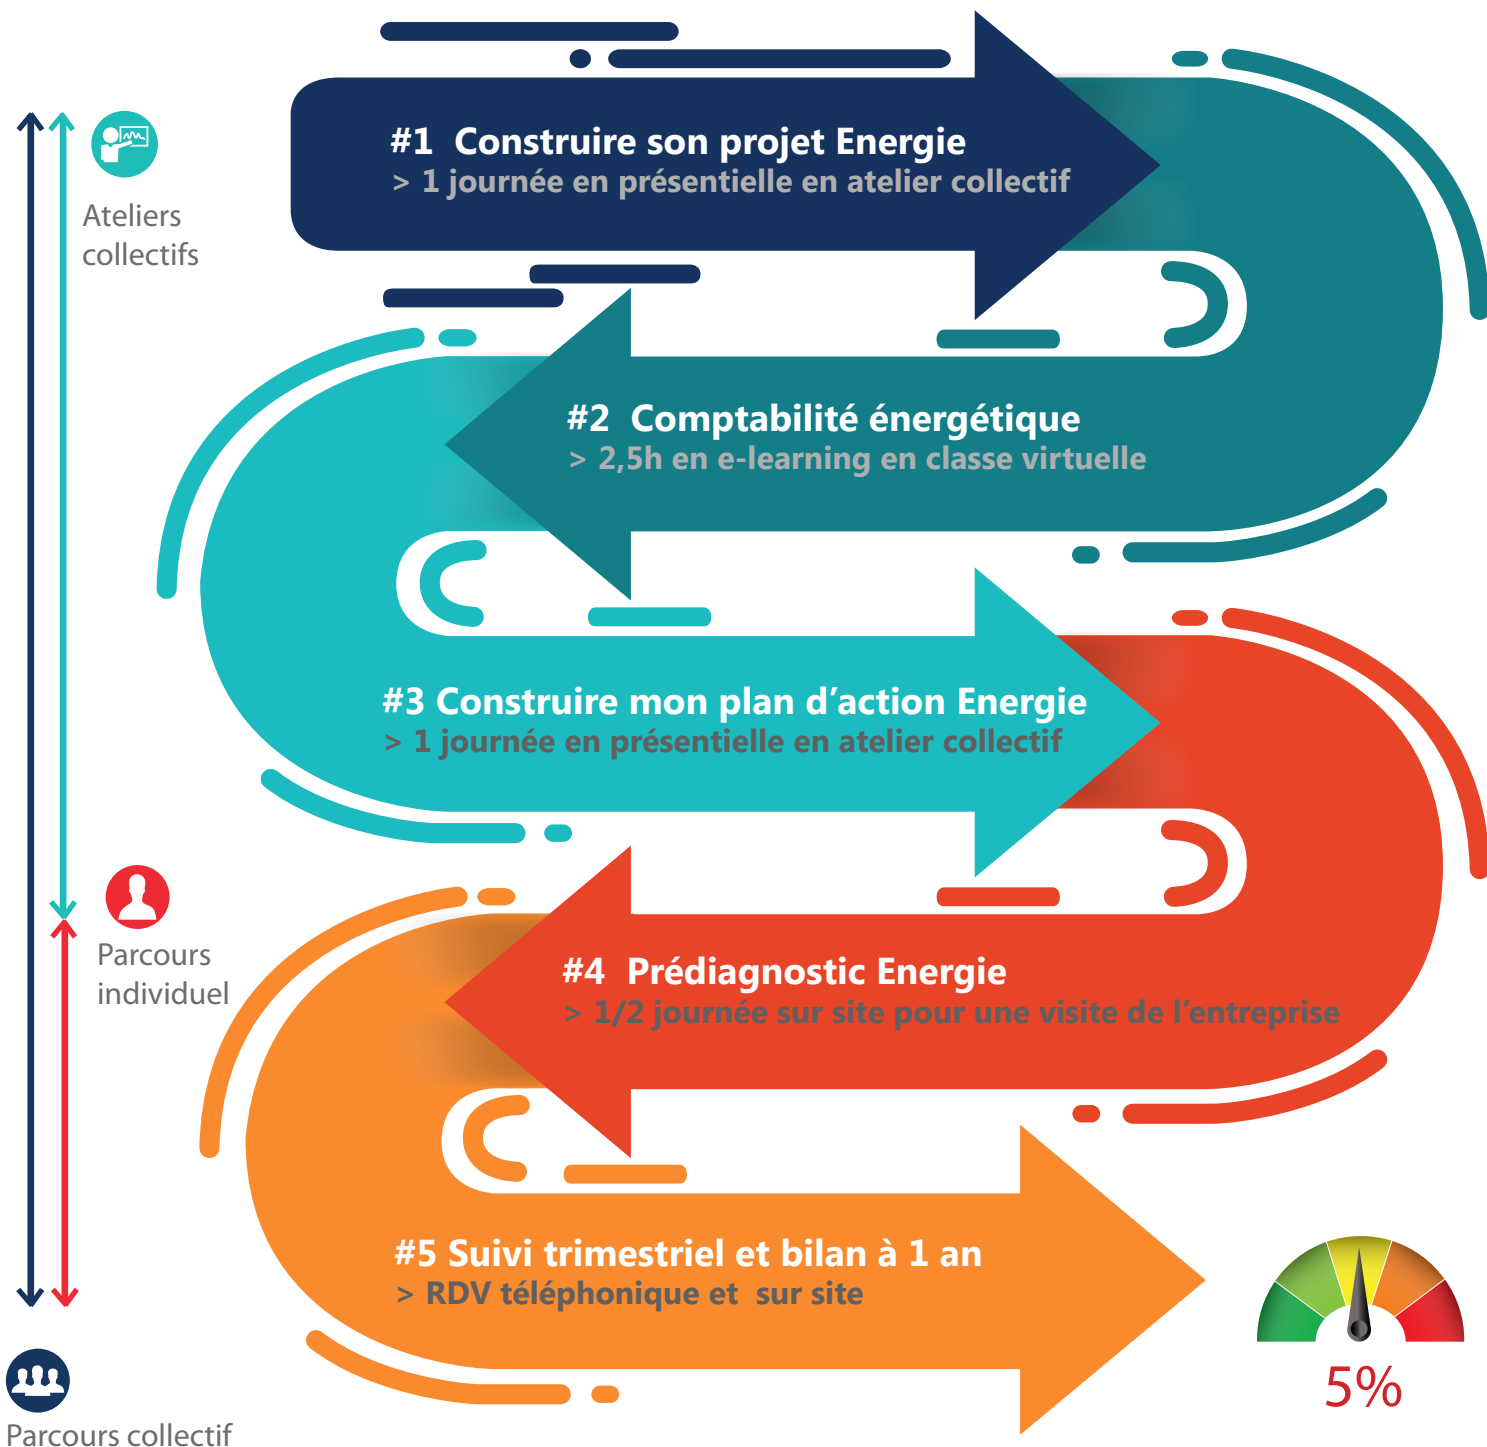 #1 Construire son projet Energie
> 1 journée en présentielle en atelier collectif
Ateliers
collectifs
#2 Comptabilité énergétique
> 2,5h en e-learning en classe virtuelle
#3 Construire mon plan d’action Energie
> 1 journée en présentielle en atelier collectif
Parcours
individuel
#4 Prédiagnostic Energie
> 1/2 journée sur site pour une visite de l’entreprise
#5 Suivi trimestriel et bilan à 1 an
> RDV téléphonique et sur site
5%
Parcours collectif